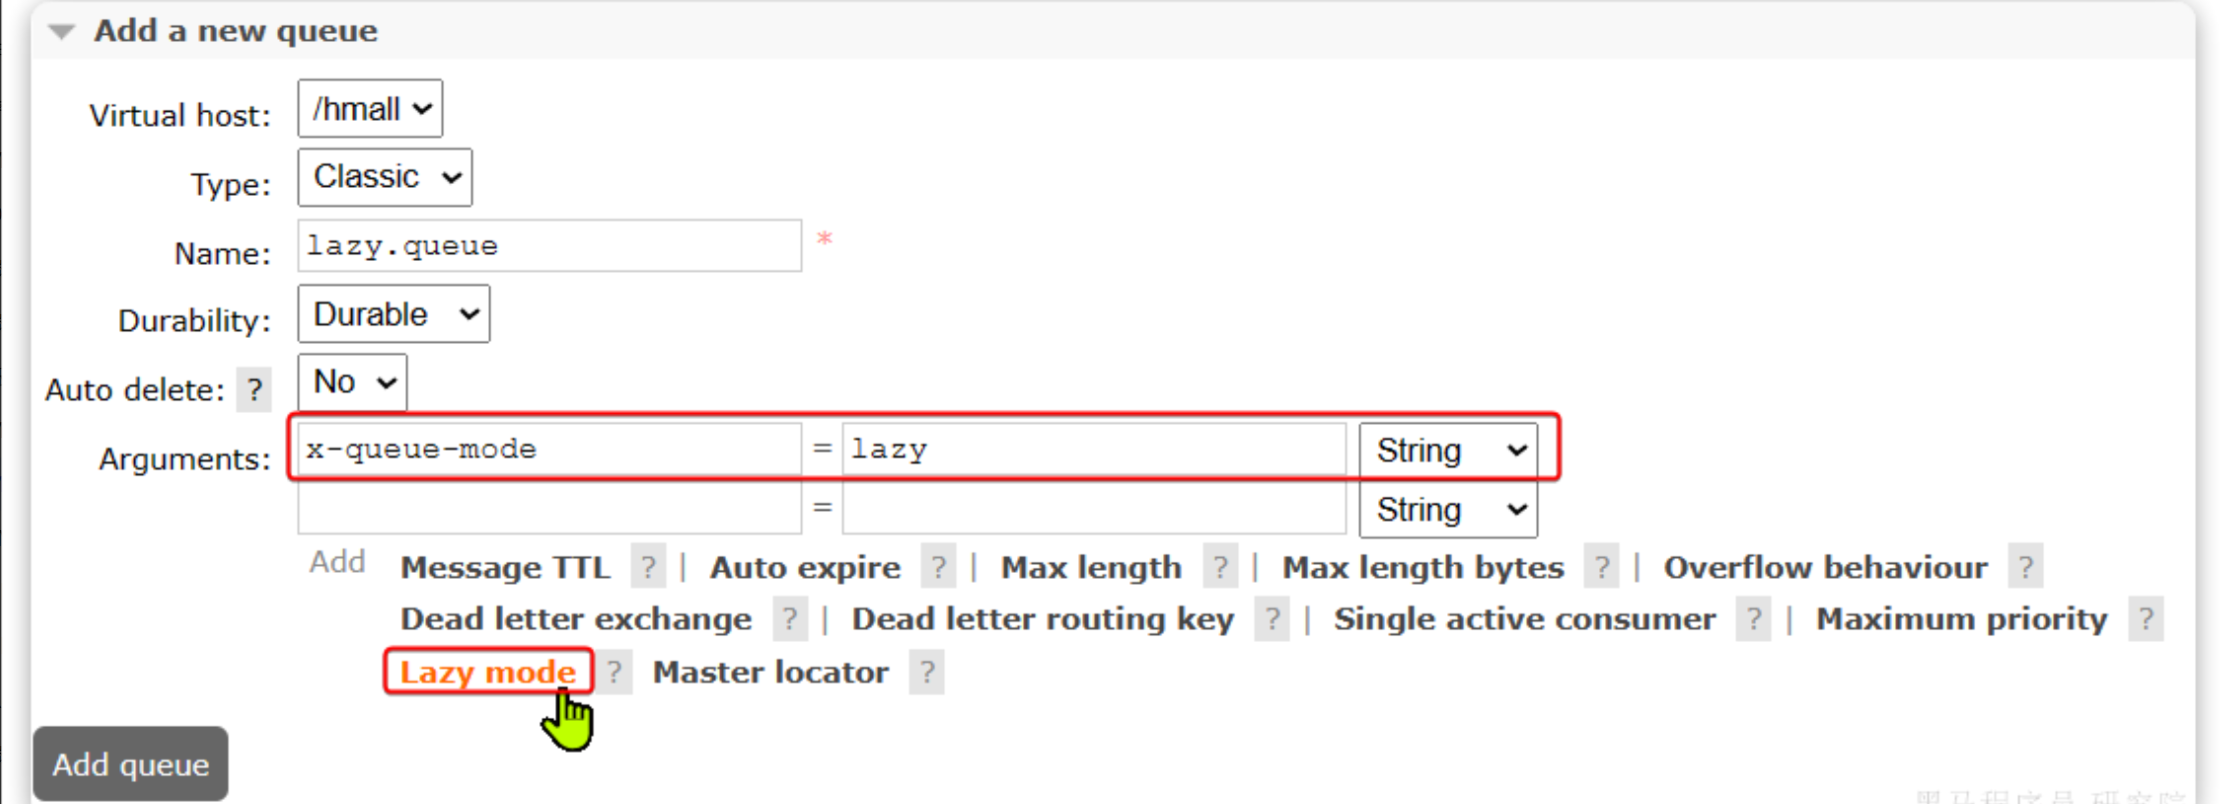 Add a new queue
Virtual host: /hmall
Type: Classic
Name: lazy.queue *
Durability: Durable
Auto delete: ? No
Arguments: x-queue-mode = lazy String
= String
Add Message TTL ? | Auto expire ? | Max length ? | Max length bytes ? | Overflow behaviour ?
Dead letter exchange ? | Dead letter routing key ? | Single active consumer ? | Maximum priority ?
Lazy mode ? Master locator ?
Add queue